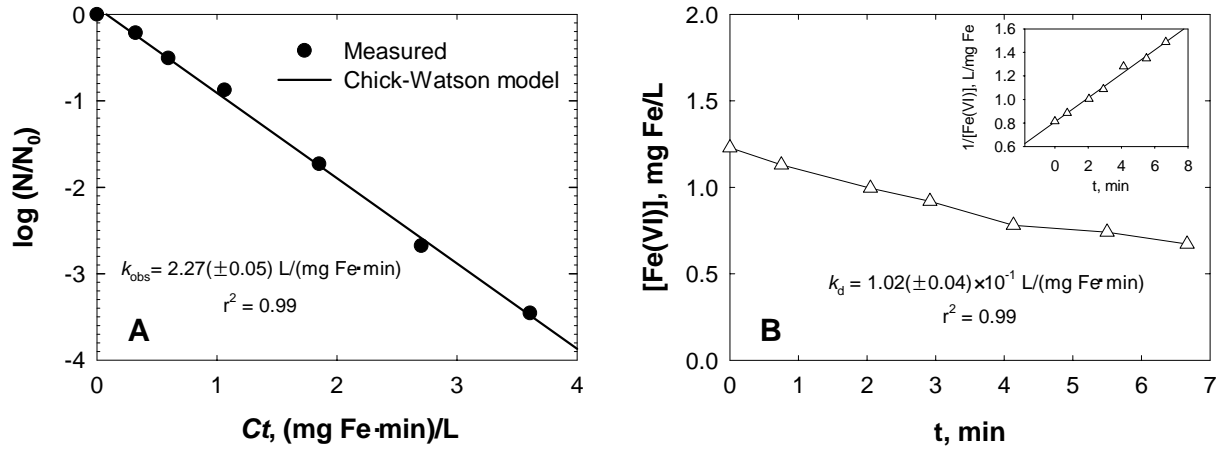 0
-1
-2
-3
-4
log (N/N0)
Measured
Chick-Watson model
kobs= 2.27(±0.05) L/(mg Fe·min)
r2 = 0.99
A
0 1 2 3 4
Ct, (mg Fe·min)/L
2.0
1.5
1.0
0.5
0.0
[Fe(VI)], mg Fe/L
1.6
1.4
1.2
1.0
0.8
0.6
1/[Fe(VI)], L/mg Fe
0 2 4 6 8
t, min
kd = 1.02(±0.04)×10-1 L/(mg Fe·min)
r2 = 0.99
B
0 1 2 3 4 5 6 7
t, min